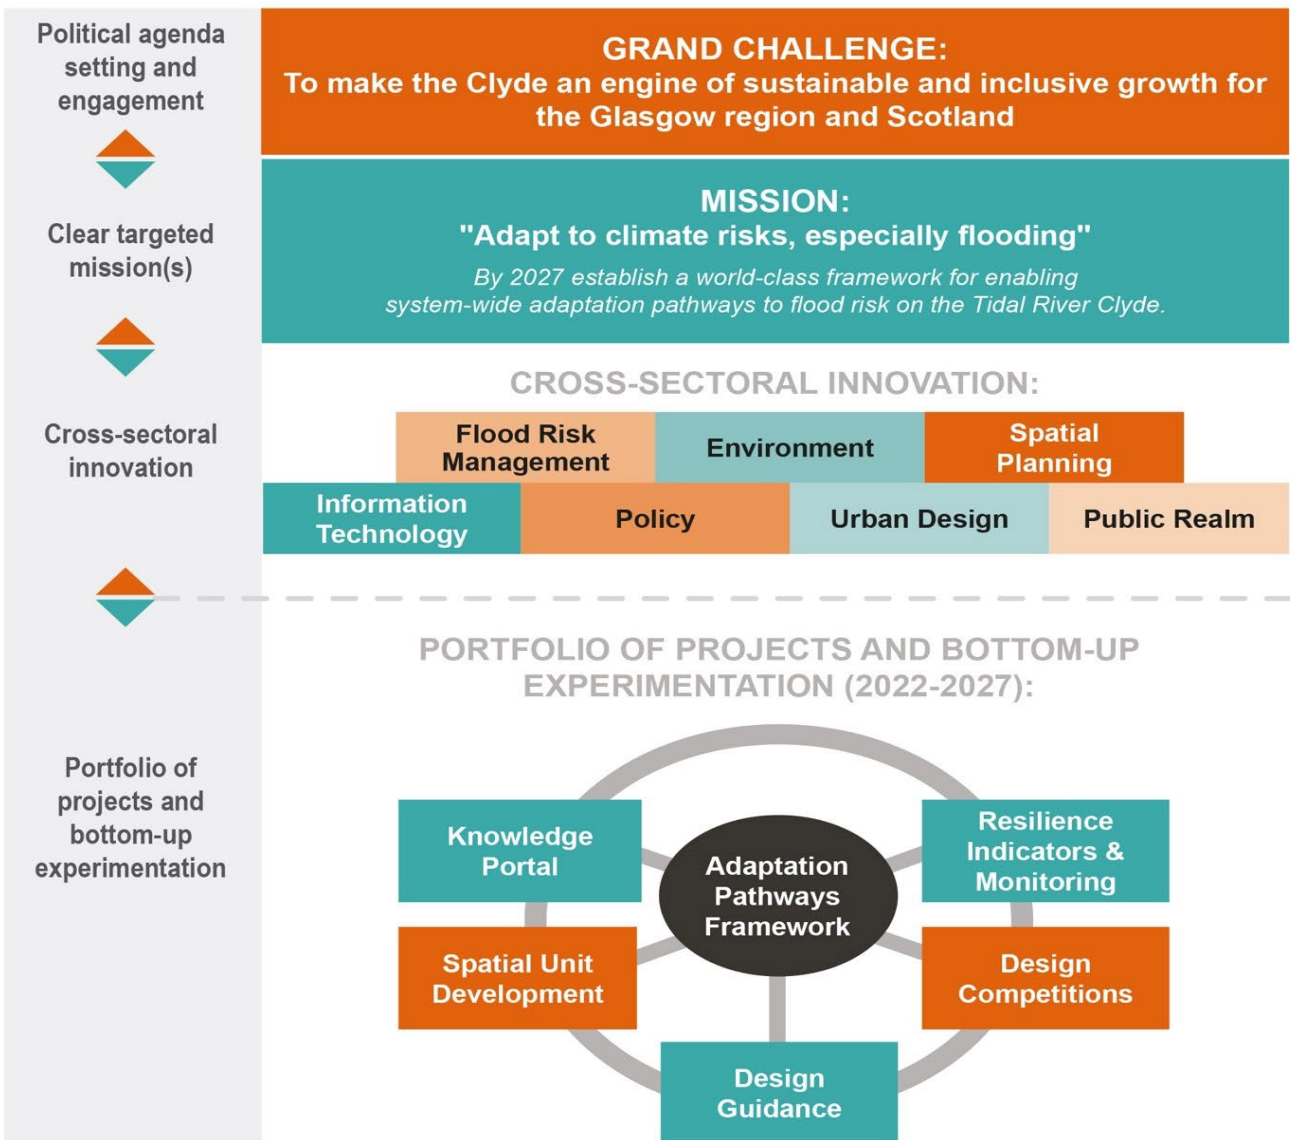 Political agenda
setting and
engagement
GRAND CHALLENGE:
To make the Clyde an engine of sustainable and inclusive growth for
the Glasgow region and Scotland
Clear targeted
mission(s)
MISSION:
"Adapt to climate risks, especially flooding"
By 2027 establish a world-class framework for enabling
system-wide adaptation pathways to flood risk on the Tidal River Clyde.
Cross-sectoral
innovation
CROSS-SECTORAL INNOVATION:
Flood Risk
Management
Environment
Spatial
Planning
Information
Technology
Policy
Urban Design
Public Realm
Portfolio of
projects and
bottom-up
experimentation
PORTFOLIO OF PROJECTS AND BOTTOM-UP
EXPERIMENTATION (2022-2027):
Knowledge
Portal
Adaptation
Pathways
Framework
Resilience
Indicators &
Monitoring
Spatial Unit
Development
Design
Competitions
Design
Guidance